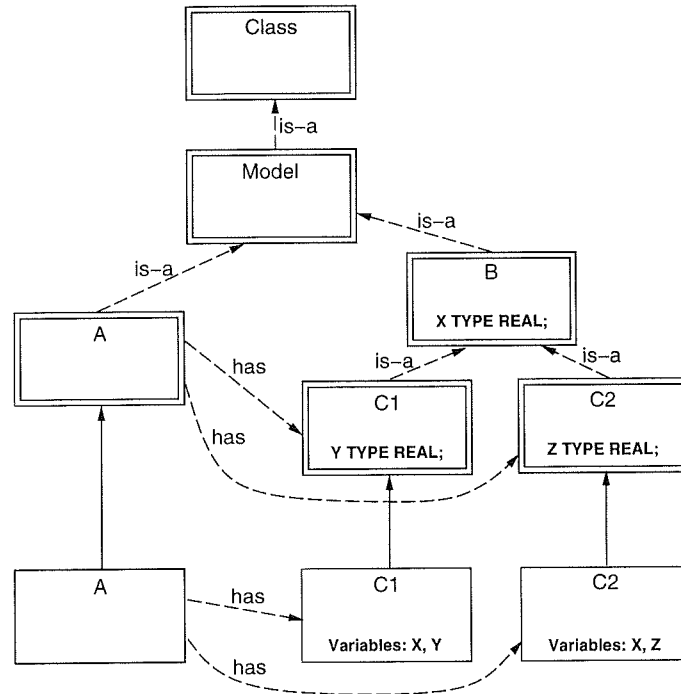 Class
is-a
Model
is-a
is-a
B
X TYPE REAL;
A
has
is-a
is-a
C1
Y TYPE REAL;
C2
Z TYPE REAL;
has
A
has
C1
Variables: X, Y
C2
Variables: X, Z
has